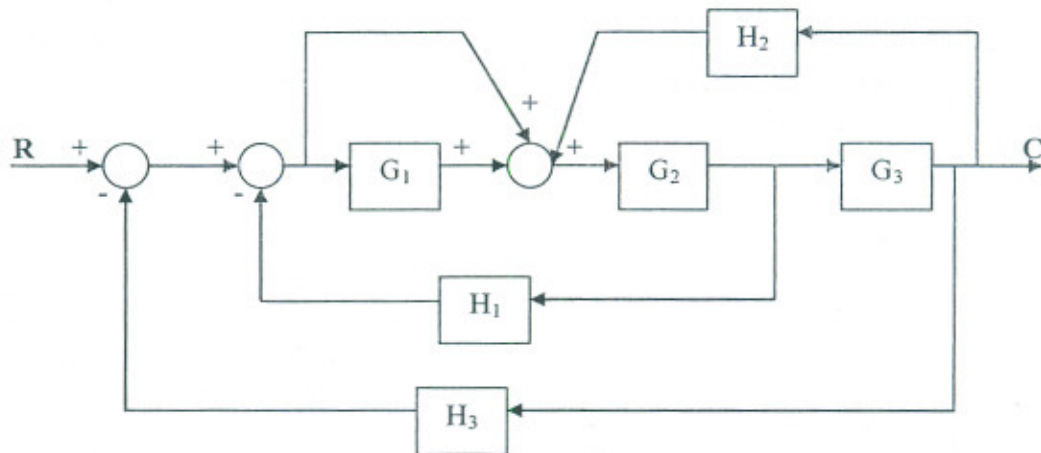 H₂
+
R + + + + C
G₁ G₂ G₃
- -
H₁
H₃